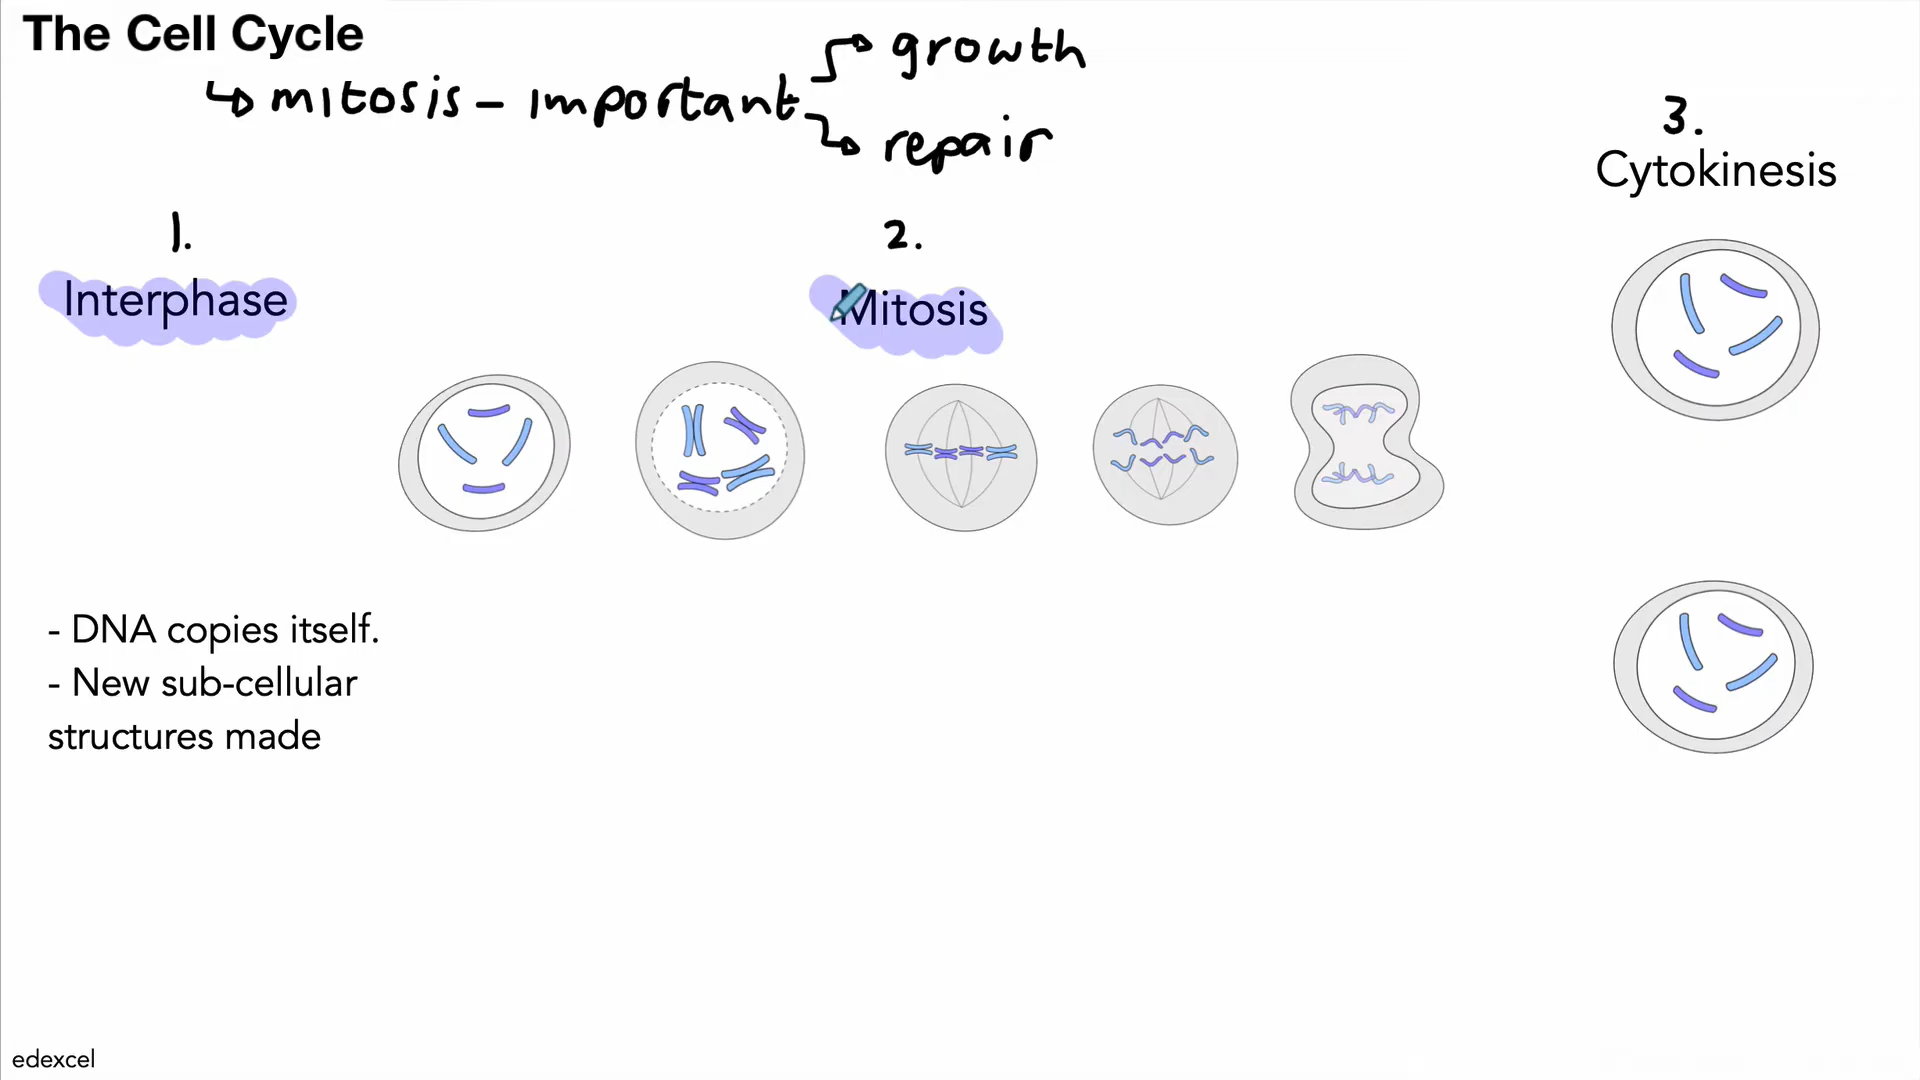 The Cell Cycle
↳ mitosis - important
growth
repair
1.
Interphase
2.
Mitosis
3.
Cytokinesis
- DNA copies itself.
- New sub-cellular
structures made
edexcel